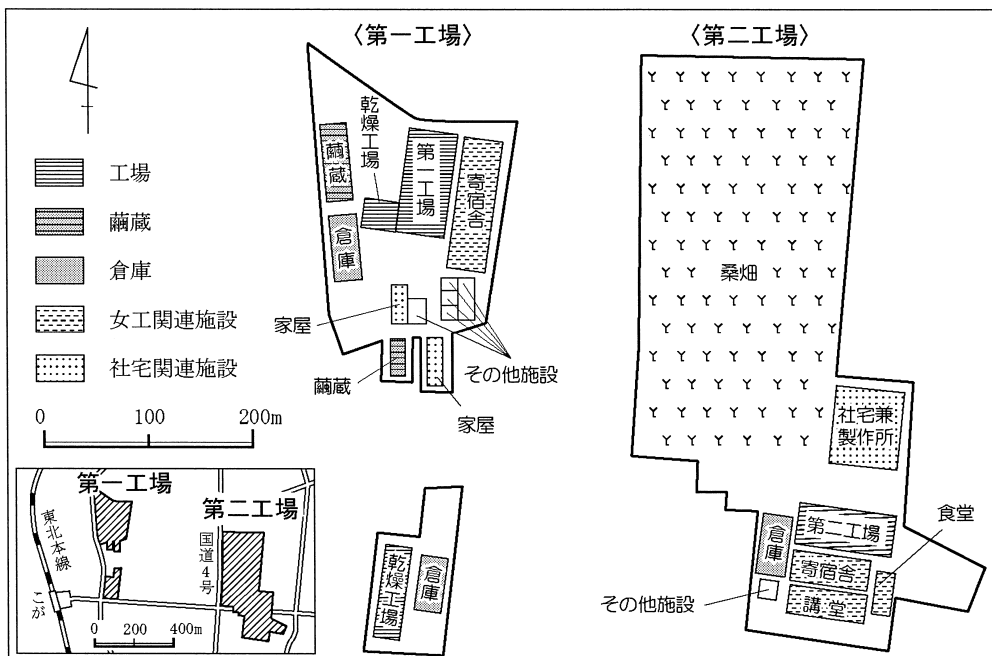 〈第一工場〉
〈第二工場〉
工場
繭蔵
倉庫
女工関連施設
社宅関連施設
0 100 200m
乾燥工場
繭蔵
第一工場
寄宿舎
倉庫
家屋
その他施設
繭蔵
家屋
乾燥工場
倉庫
桑畑
社宅兼
製作所
食堂
第二工場
倉庫
寄宿舎
その他施設
講堂
第一工場
第二工場
東北本線
国道4号
こが
0 200 400m